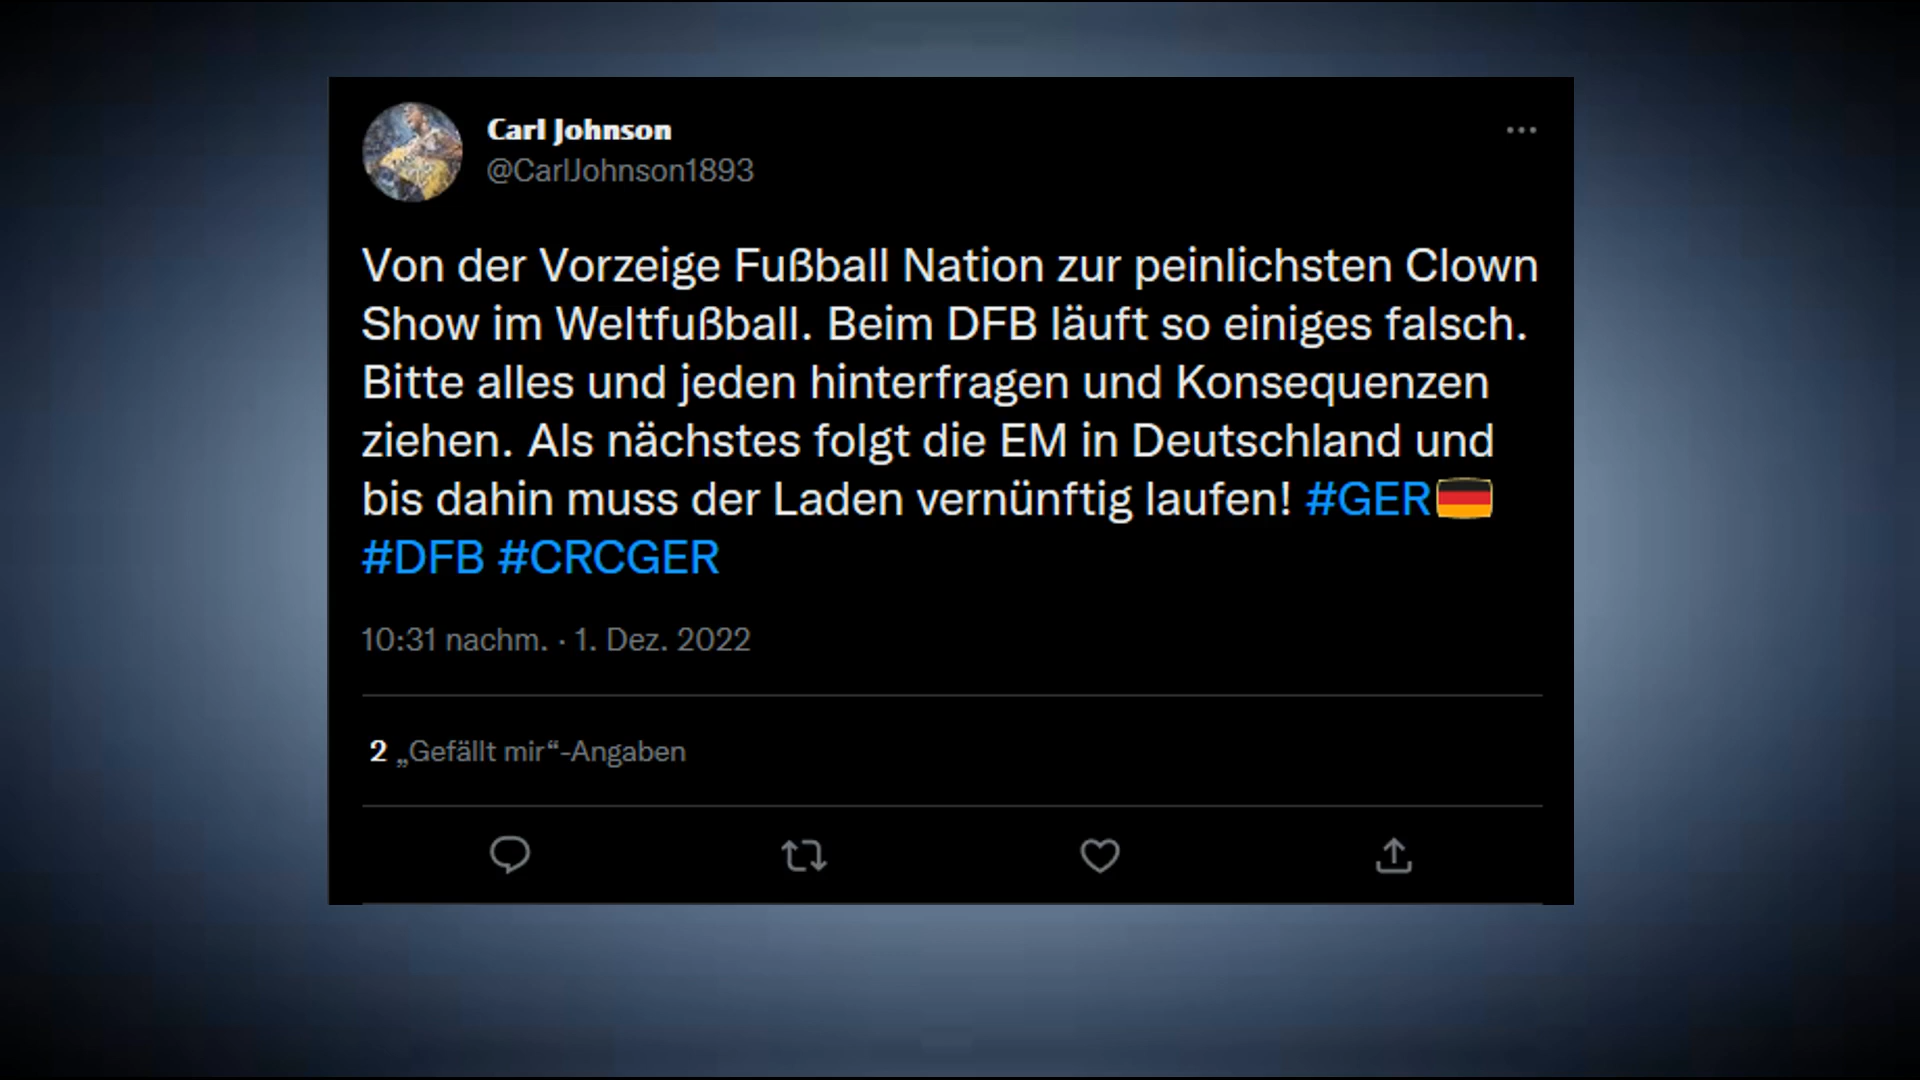 Carl Johnson
@CarlJohnson1893
Von der Vorzeige Fußball Nation zur peinlichsten Clown
Show im Weltfußball. Beim DFB läuft so einiges falsch.
Bitte alles und jeden hinterfragen und Konsequenzen
ziehen. Als nächstes folgt die EM in Deutschland und
bis dahin muss der Laden vernünftig laufen! #GER
#DFB #CRCGER
10:31 nachm. · 1. Dez. 2022
2 „Gefällt mir“-Angaben